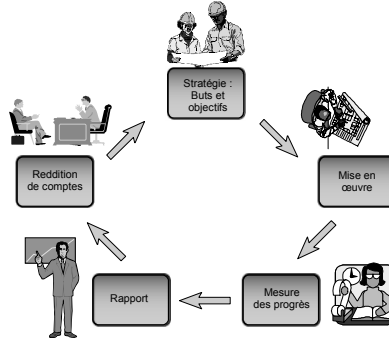 Stratégie :
Buts et
objectifs
Mise en
œuvre
Mesure
des progrès
Rapport
Reddition
de comptes